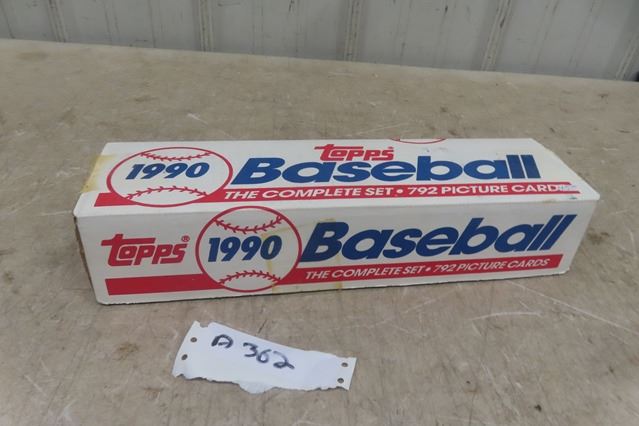 Topps
1990 Baseball
THE COMPLETE SET • 792 PICTURE CARDS
Topps® 1990 Baseball
THE COMPLETE SET • 792 PICTURE CARDS
A 362